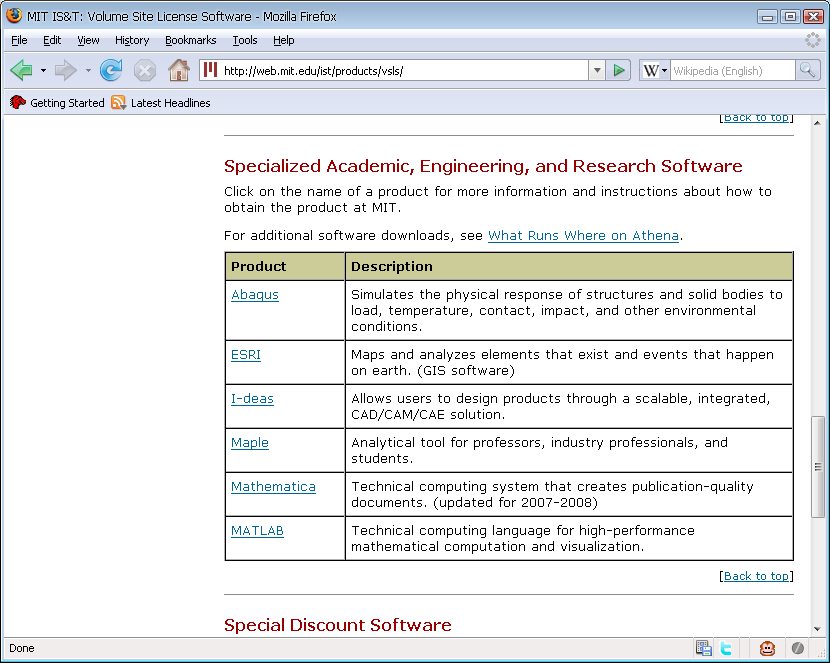 MIT IS&T: Volume Site License Software - Mozilla Firefox
File Edit View History Bookmarks Tools Help
http://web.mit.edu/ist/products/vsls/ W Wikipedia (English)
Getting Started Latest Headlines
[Back to top]
Specialized Academic, Engineering, and Research Software
Click on the name of a product for more information and instructions about how to
obtain the product at MIT.
For additional software downloads, see What Runs Where on Athena.
Product Description
Abaqus Simulates the physical response of structures and solid bodies to
load, temperature, contact, impact, and other environmental
conditions.
ESRI Maps and analyzes elements that exist and events that happen
on earth. (GIS software)
I-deas Allows users to design products through a scalable, integrated,
CAD/CAM/CAE solution.
Maple Analytical tool for professors, industry professionals, and
students.
Mathematica Technical computing system that creates publication-quality
documents. (updated for 2007-2008)
MATLAB Technical computing language for high-performance
mathematical computation and visualization.
[Back to top]
Special Discount Software
Done